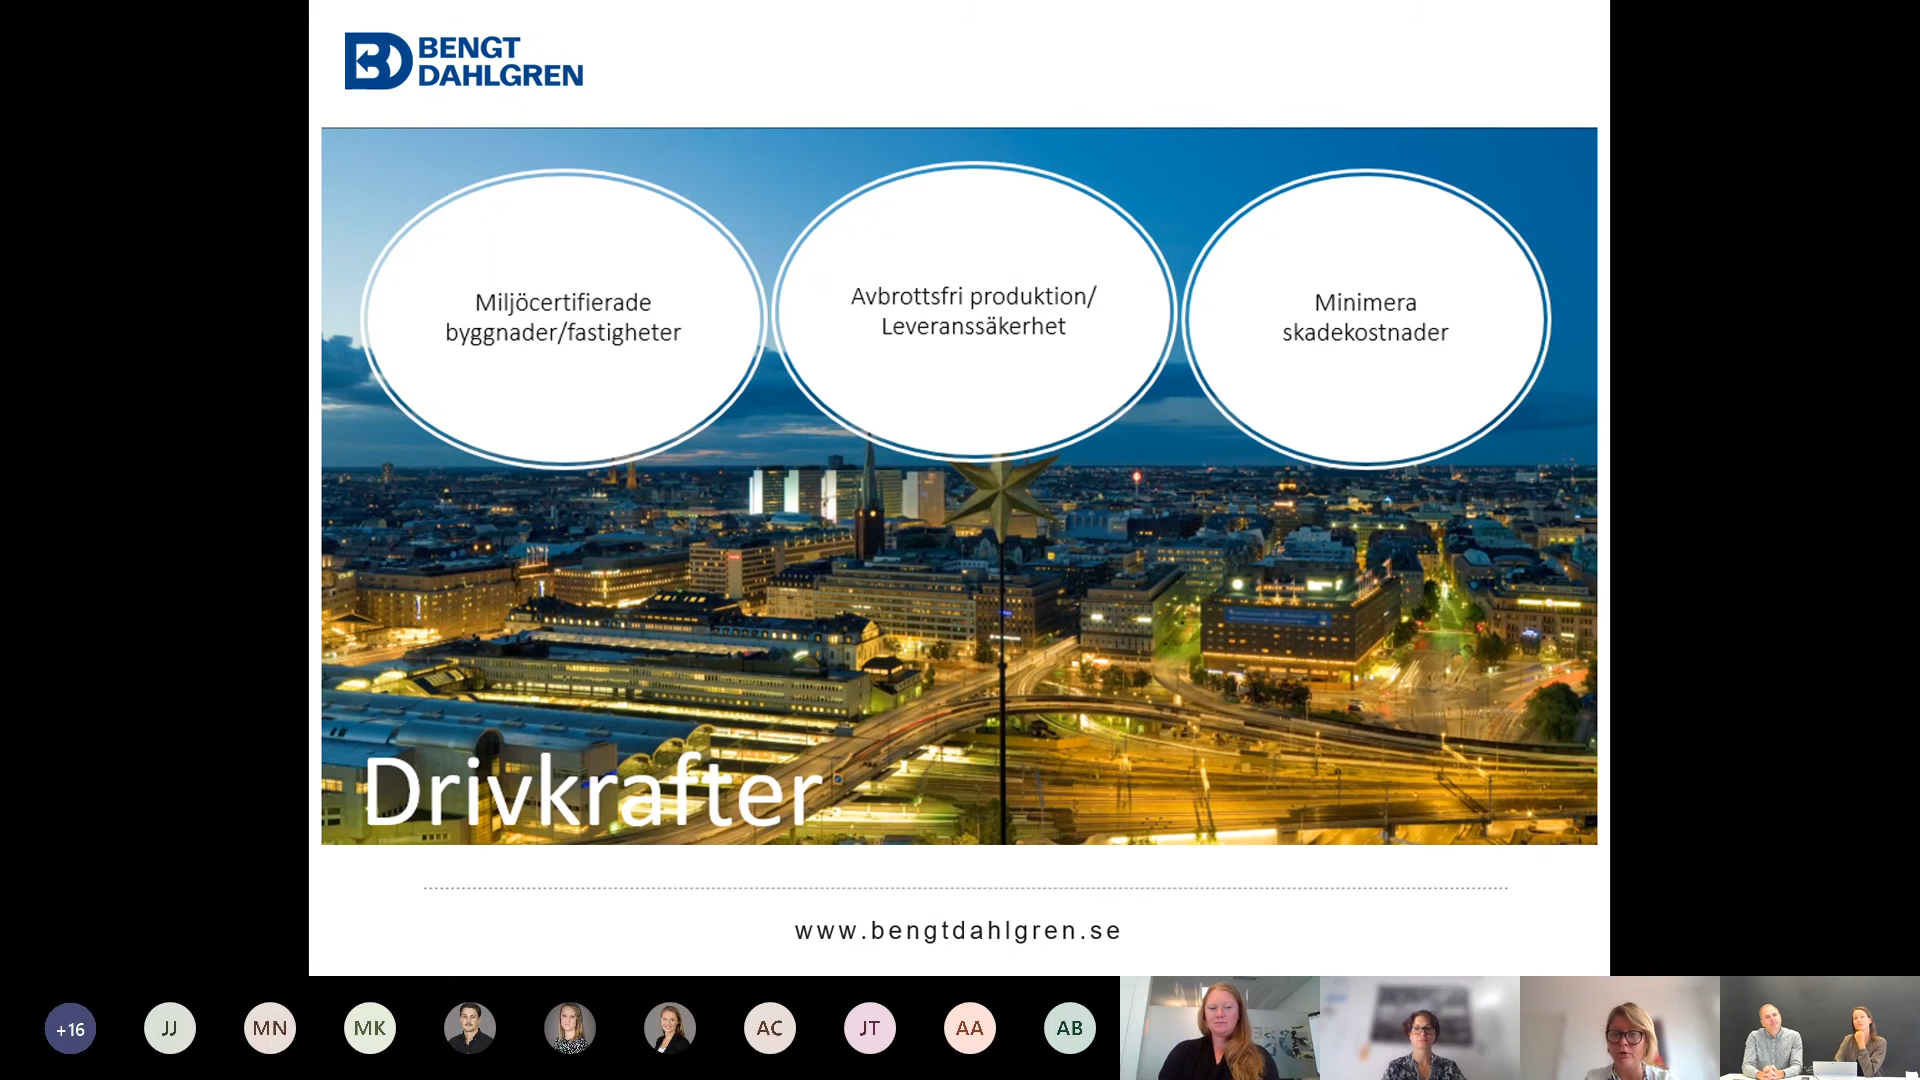 BENGT
DAHLGREN
Miljöcertifierade
byggnader/fastigheter
Avbrottsfri produktion/
Leveranssäkerhet
Minimera
skadekostnader
Drivkrafter
www.bengtdahlgren.se
+16
JJ
MN
MK
AC
JT
AA
AB